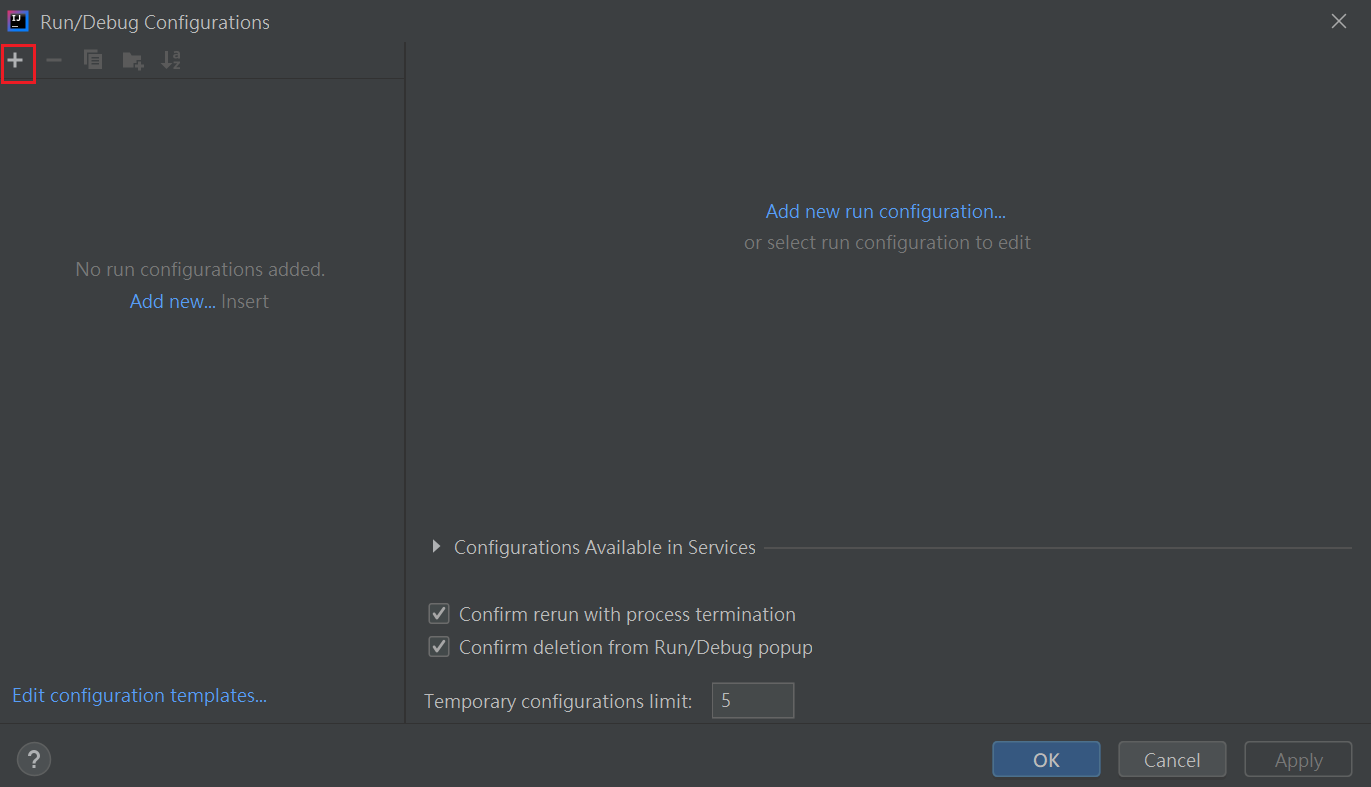 Run/Debug Configurations
No run configurations added.
Add new... Insert
Edit configuration templates...
Add new run configuration...
or select run configuration to edit
Configurations Available in Services
Confirm rerun with process termination
Confirm deletion from Run/Debug popup
Temporary configurations limit: 5
?
OK Cancel Apply